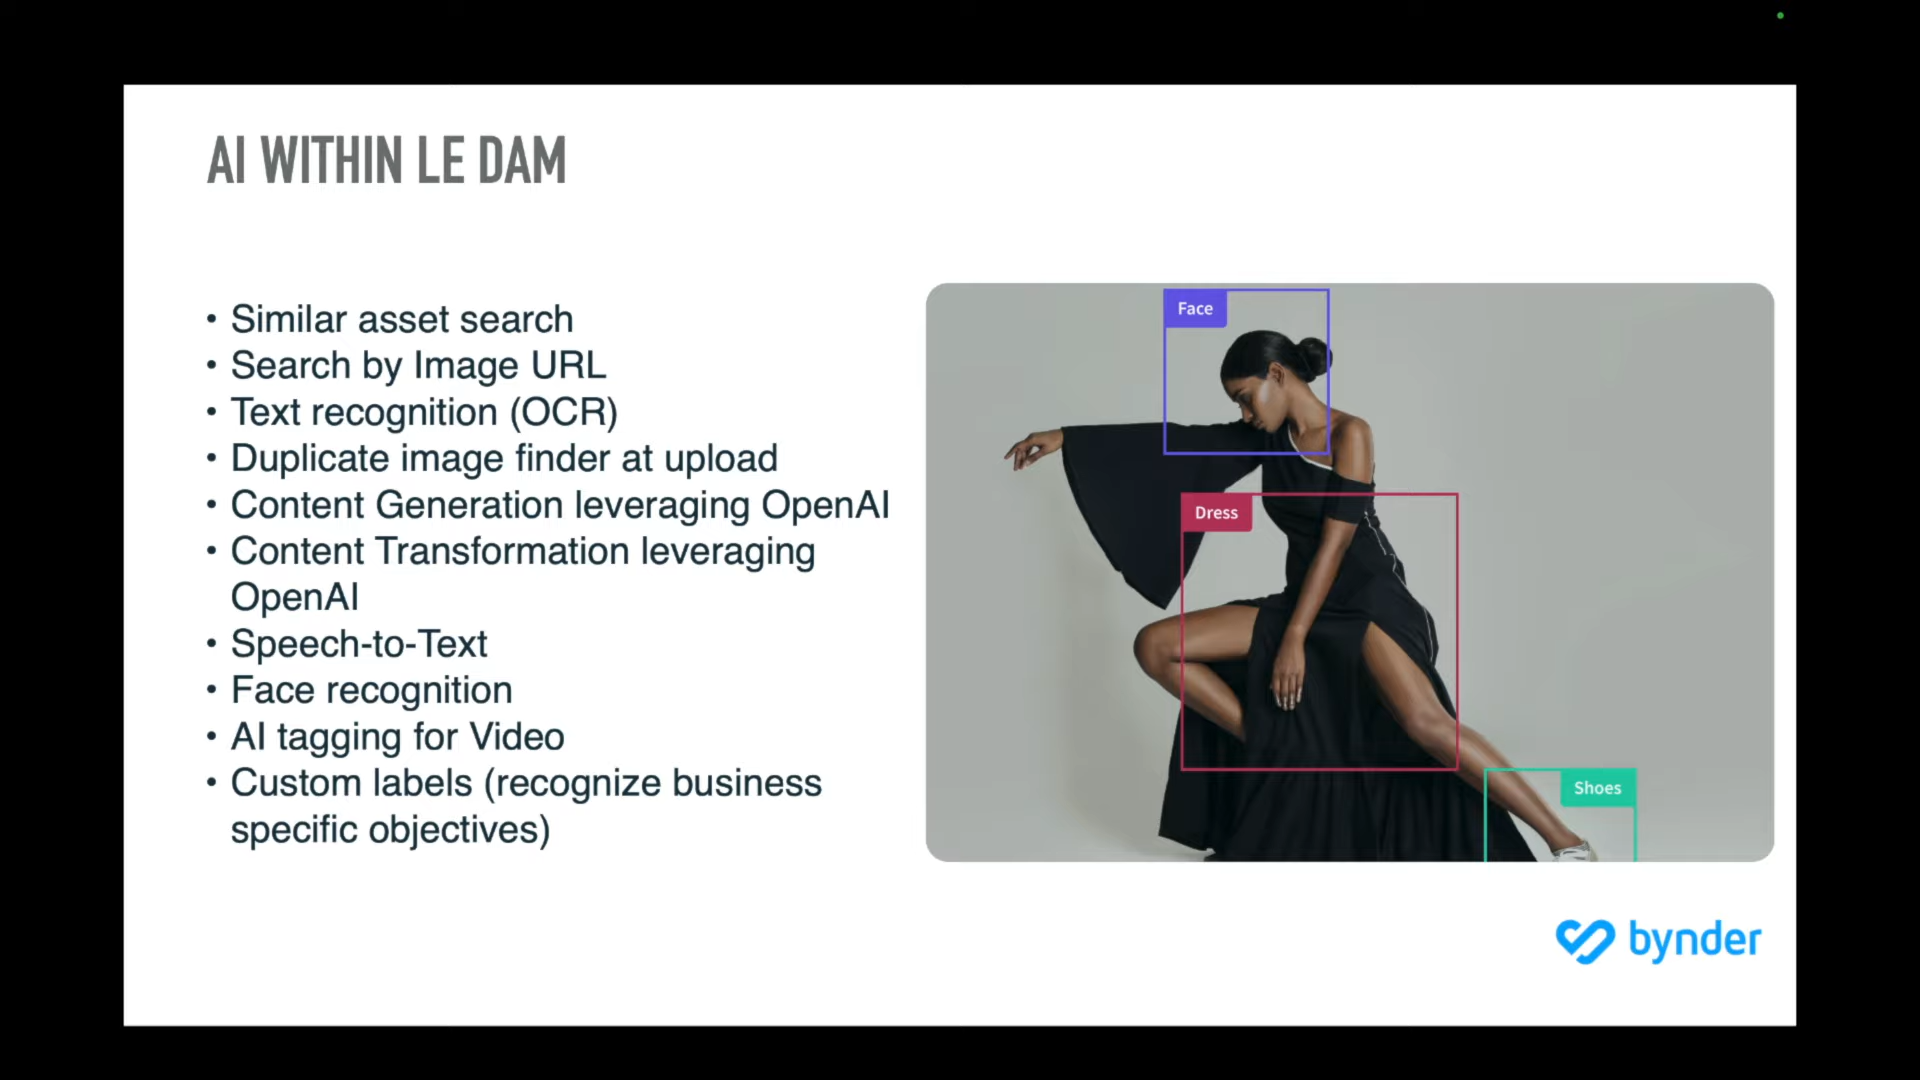 AI WITHIN LE DAM
• Similar asset search
• Search by Image URL
• Text recognition (OCR)
• Duplicate image finder at upload
• Content Generation leveraging OpenAI
• Content Transformation leveraging
OpenAI
• Speech-to-Text
• Face recognition
• AI tagging for Video
• Custom labels (recognize business
specific objectives)
Face
Dress
Shoes
bynder